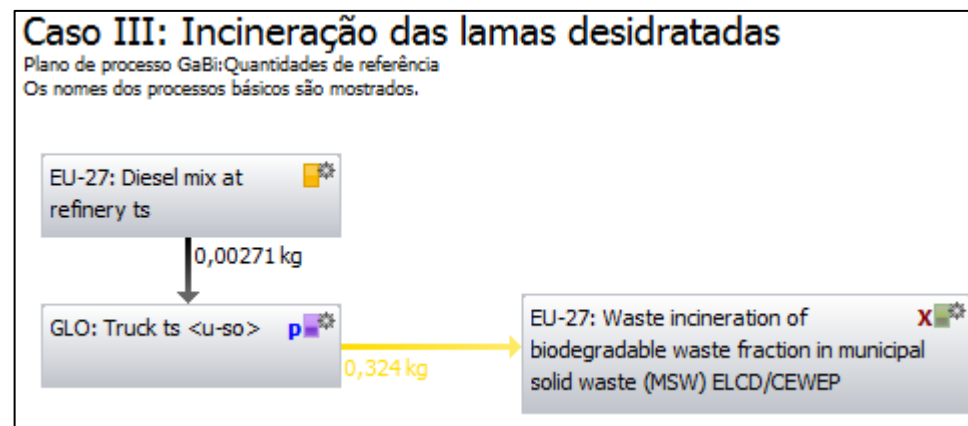 Caso III: Incineração das lamas desidratadas
Plano de processo GaBi:Quantidades de referência
Os nomes dos processos básicos são mostrados.
EU-27: Diesel mix at
refinery ts
0,00271 kg
GLO: Truck ts <u-so>
p
0,324 kg
EU-27: Waste incineration of
X
biodegradable waste fraction in municipal
solid waste (MSW) ELCD/CEWEP